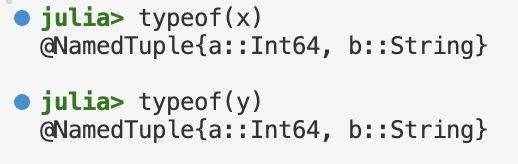 julia> typeof(x)
@NamedTuple{a::Int64, b::String}
julia> typeof(y)
@NamedTuple{a::Int64, b::String}